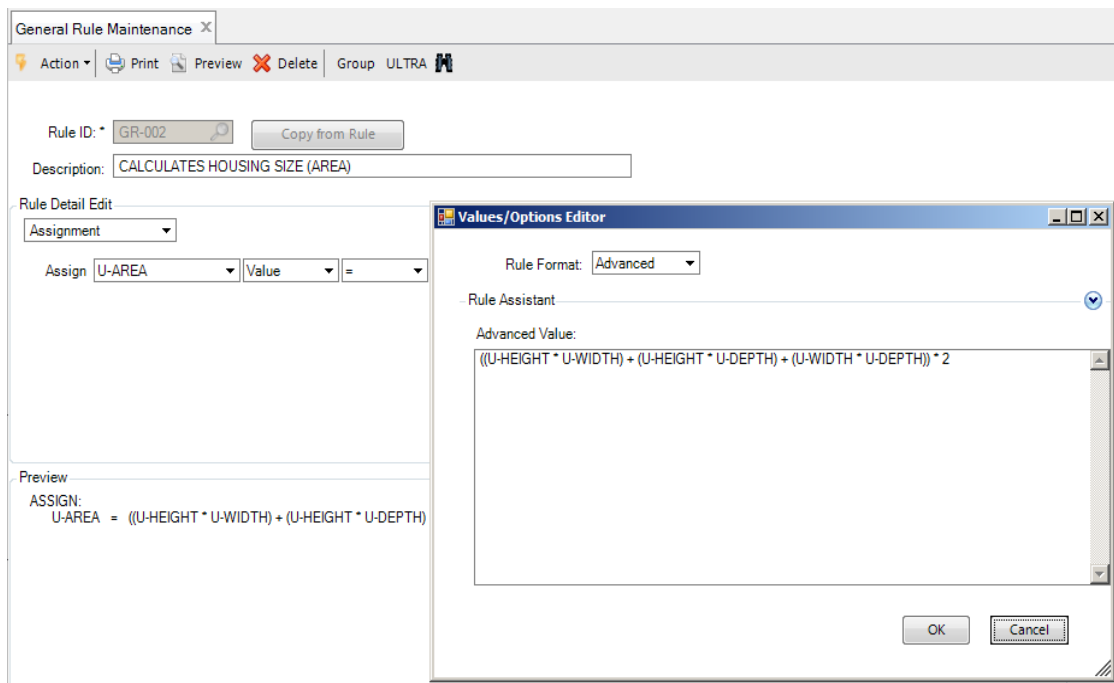 General Rule Maintenance X
Action Print Preview Delete Group ULTRA
Rule ID: * GR-002 Copy from Rule
Description: CALCULATES HOUSING SIZE (AREA)
Rule Detail Edit
Assignment
Assign U-AREA Value =
Preview
ASSIGN:
U-AREA = ((U-HEIGHT * U-WIDTH) + (U-HEIGHT * U-DEPTH)
Values/Options Editor
Rule Format: Advanced
Rule Assistant
Advanced Value:
((U-HEIGHT * U-WIDTH) + (U-HEIGHT * U-DEPTH) + (U-WIDTH * U-DEPTH)) * 2
OK Cancel